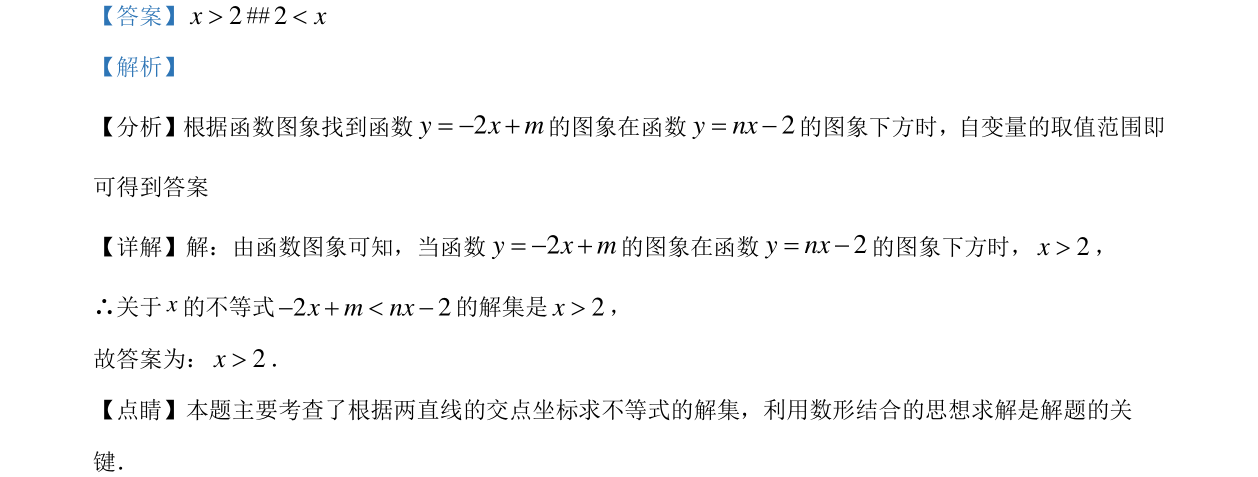 【答案】x > 2##2 < x
【解析】
【分析】根据函数图象找到函数 y = −2x + m 的图象在函数 y = nx − 2 的图象下方时，自变量的取值范围即
可得到答案
【详解】解：由函数图象可知，当函数 y = −2x + m 的图象在函数 y = nx − 2 的图象下方时， x > 2 ，
∴关于 x 的不等式 −2x + m < nx − 2 的解集是 x > 2 ，
故答案为： x > 2 .
【点睛】本题主要考查了根据两直线的交点坐标求不等式的解集，利用数形结合的思想求解是解题的关
键.